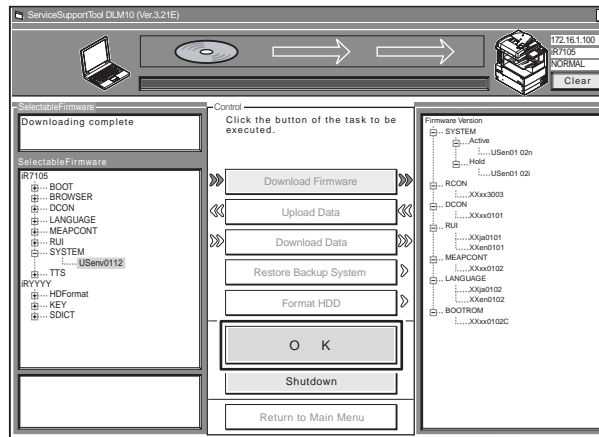 ServiceSupportTool DLM10 (Ver.3.21E)
172.16.1.100
iR7105
NORMAL
Clear
SelectableFirmware
Downloading complete
SelectableFirmware
iR7105
BOOT
BROWSER
DCON
LANGUAGE
MEAPCONT
RUI
SYSTEM
USenv0112
TTS
iRYYYY
HDFormat
KEY
SDICT
Control
Click the button of the task to be
executed.
Download Firmware
Upload Data
Download Data
Restore Backup System
Format HDD
O K
Shutdown
Return to Main Menu
Firmware Version
SYSTEM
Active
USen01 02n
Hold
USen01 02i
RCON
XXxx3003
DCON
XXxx0101
RUI
XXja0101
XXen0101
MEAPCONT
XXxx0102
LANGUAGE
XXja0102
XXen0102
BOOTROM
XXxx0102C